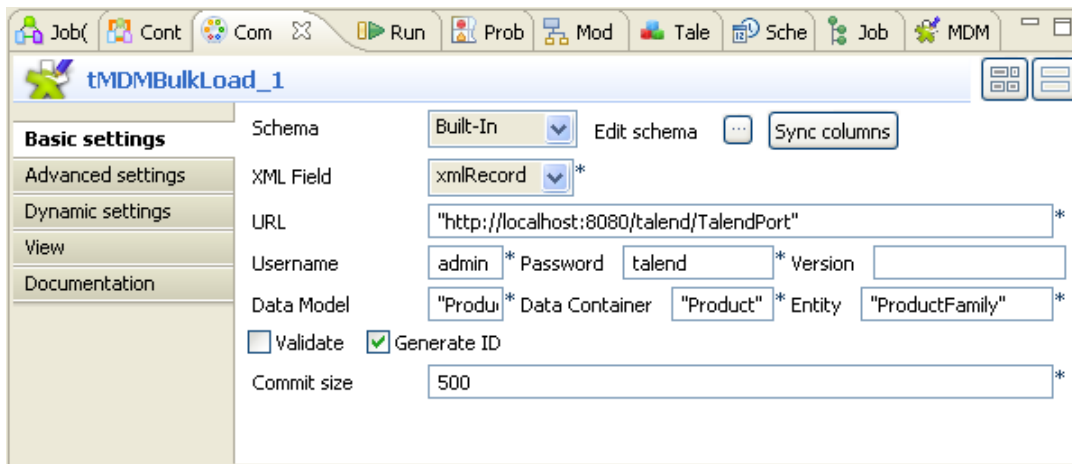 Job( Cont Com Run Prob Mod Tale Sche Job MDM
tMDMBulkLoad_1
Basic settings
Advanced settings
Dynamic settings
View
Documentation
Schema Built-In Edit schema ... Sync columns
XML Field xmlRecord *
URL "http://localhost:8080/talend/TalendPort" *
Username admin * Password talend * Version
Data Model "Produ * Data Container "Product" * Entity "ProductFamily" *
Validate Generate ID
Commit size 500 *